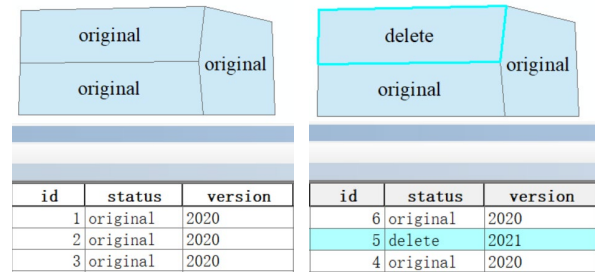 original
original
original
delete
original
original
id status version
1 original 2020
2 original 2020
3 original 2020
id status version
6 original 2020
5 delete 2021
4 original 2020